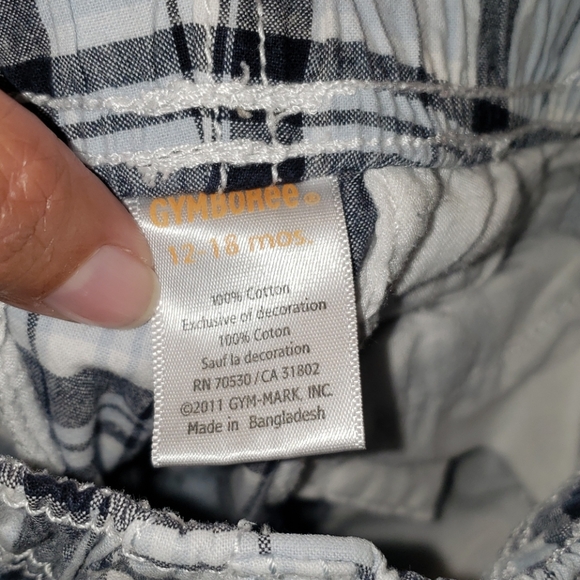 GYMBOREE®
12-18 mos.
100% Cotton
Exclusive of decoration
100% Coton
Sauf la decoration
RN 70530 / CA 31802
©2011 GYM-MARK, INC.
Made in Bangladesh